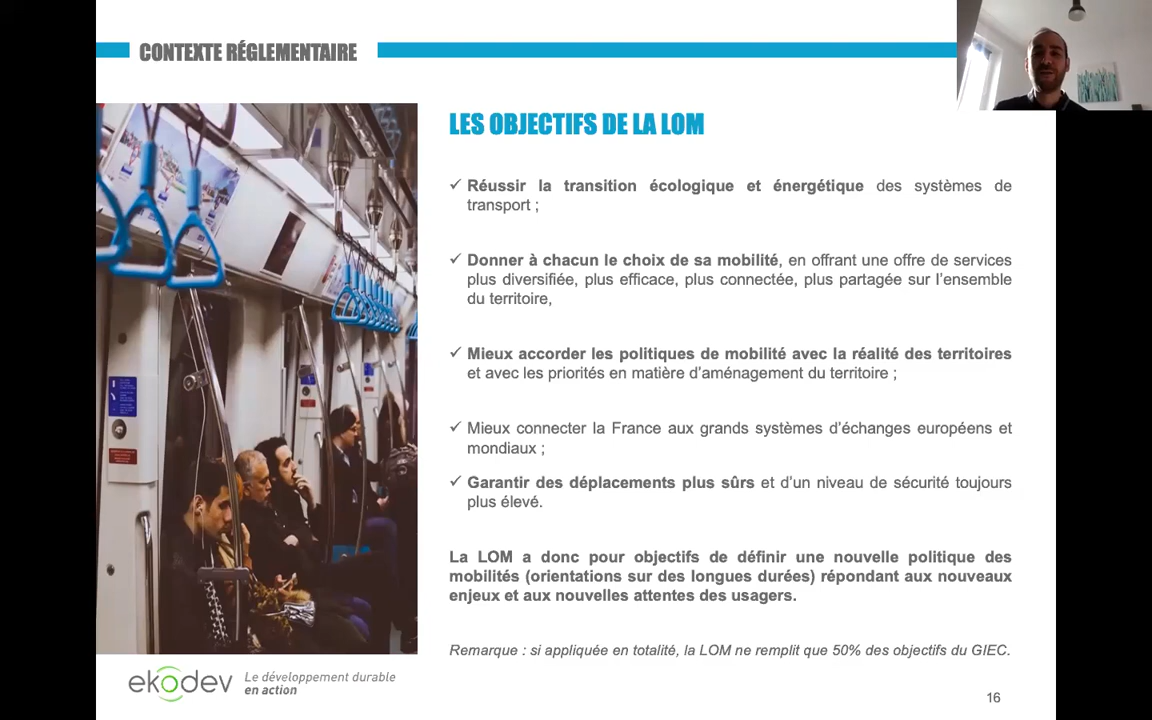 CONTEXTE RÉGLEMENTAIRE
LES OBJECTIFS DE LA LOM
✓ Réussir la transition écologique et énergétique des systèmes de
transport ;
✓ Donner à chacun le choix de sa mobilité, en offrant une offre de services
plus diversifiée, plus efficace, plus connectée, plus partagée sur l'ensemble
du territoire,
✓ Mieux accorder les politiques de mobilité avec la réalité des territoires
et avec les priorités en matière d'aménagement du territoire ;
✓ Mieux connecter la France aux grands systèmes d'échanges européens et
mondiaux ;
✓ Garantir des déplacements plus sûrs et d'un niveau de sécurité toujours
plus élevé.
La LOM a donc pour objectifs de définir une nouvelle politique des
mobilités (orientations sur des longues durées) répondant aux nouveaux
enjeux et aux nouvelles attentes des usagers.
Remarque : si appliquée en totalité, la LOM ne remplit que 50% des objectifs du GIEC.
ekodev
Le développement durable
en action
16